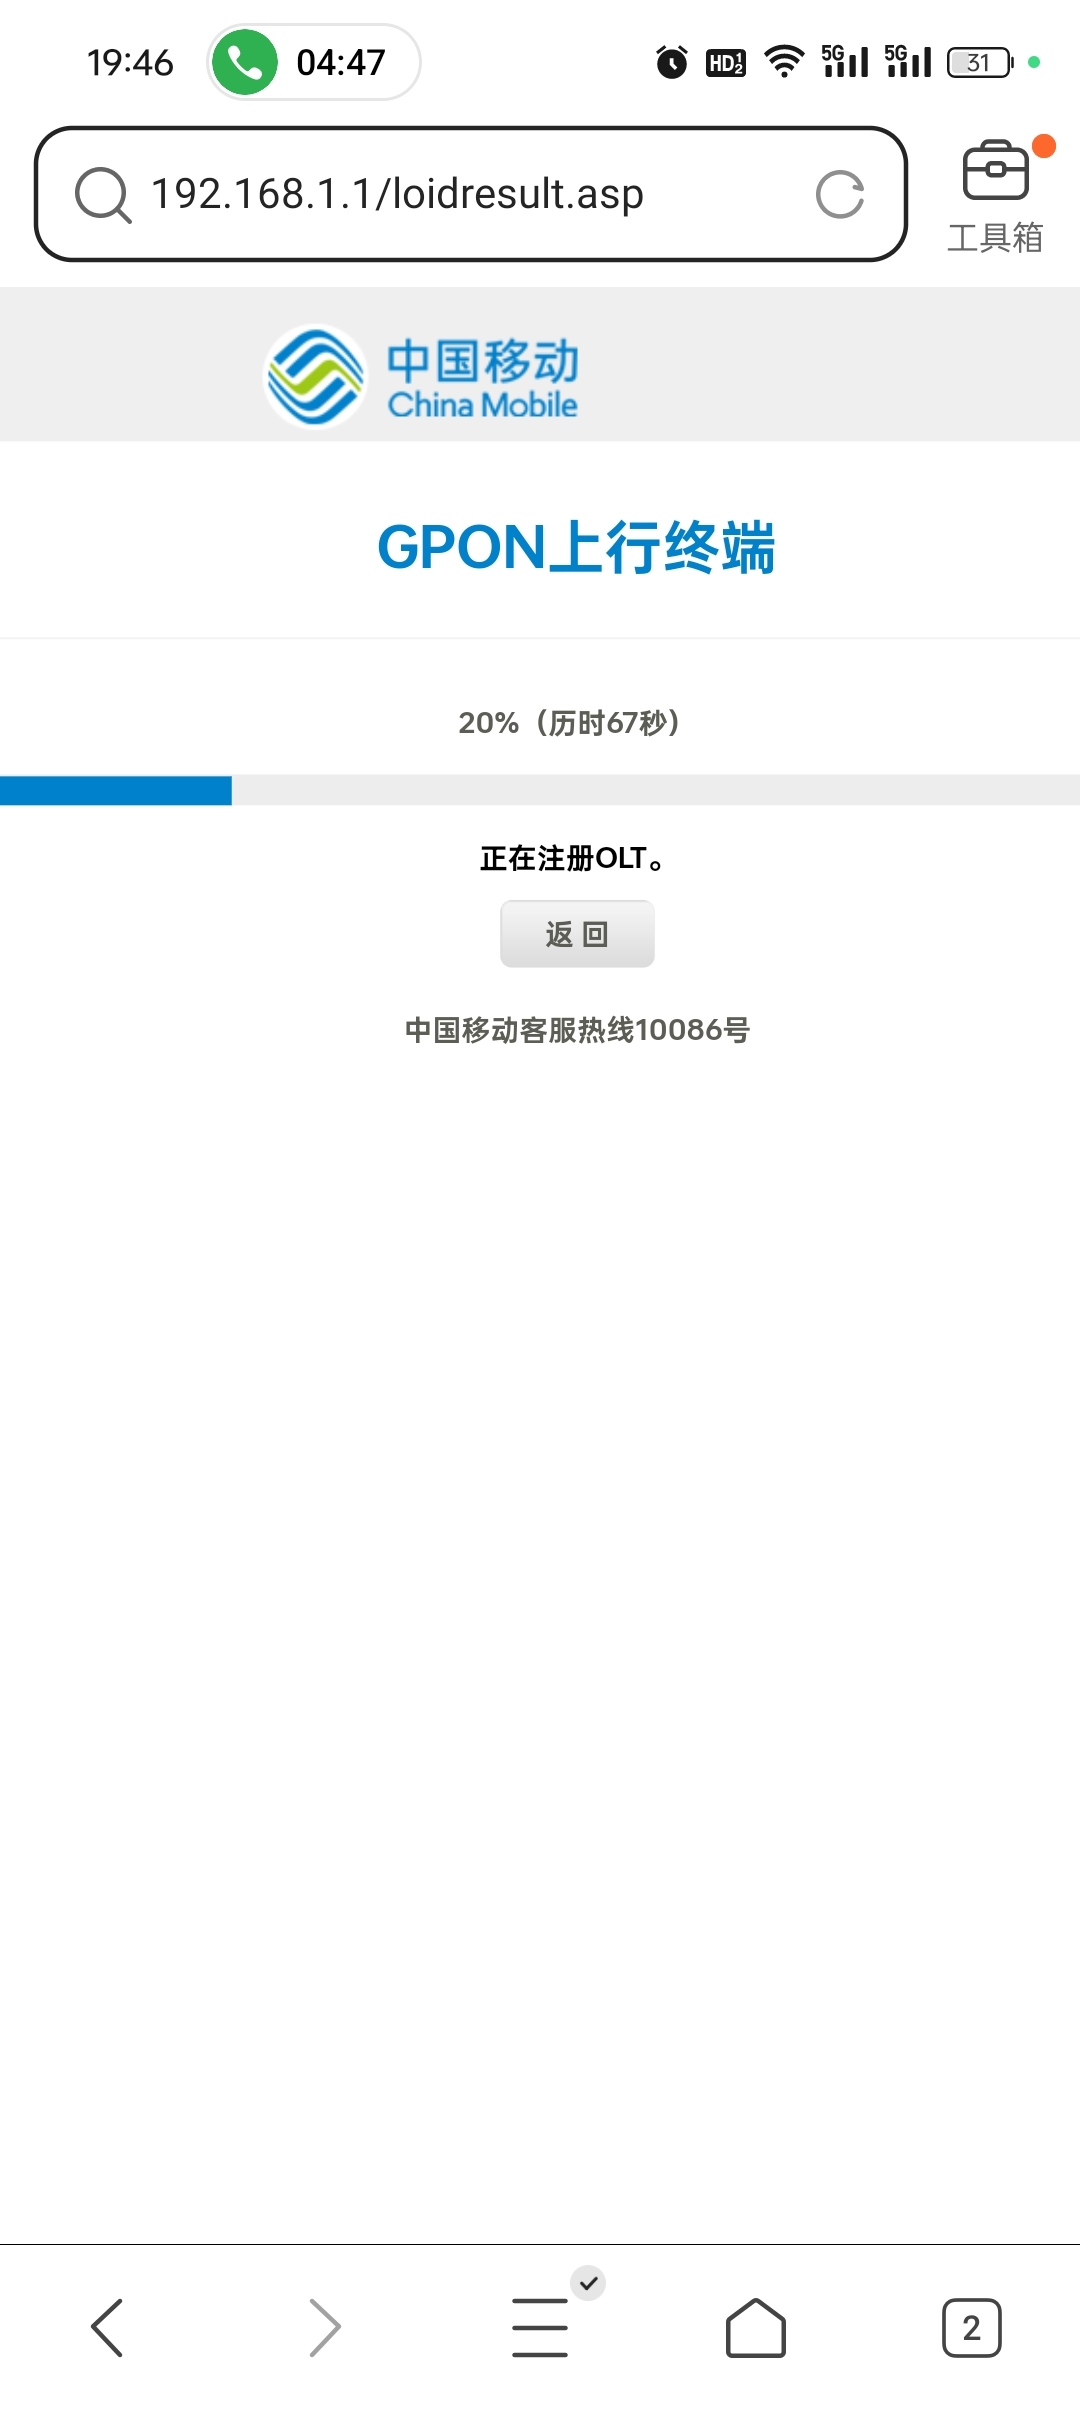 19:46
04:47
HD 1 2
5G
5G
31
192.168.1.1/loidresult.asp
工具箱
中国移动
China Mobile
GPON上行终端
20%（历时67秒）
正在注册OLT。
返 回
中国移动客服热线10086号
2